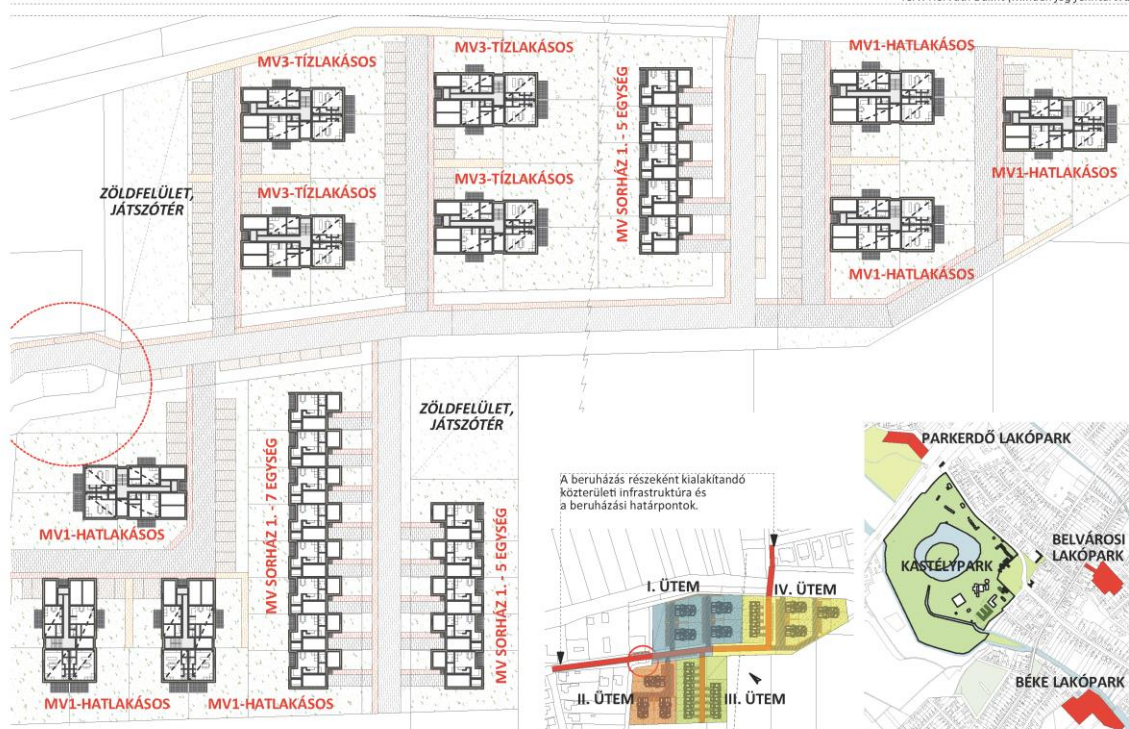 MV3-TÍZLAKÁSOS
MV3-TÍZLAKÁSOS
MV1-HATLAKÁSOS
MV SORHÁZ 1. - 5 EGYSÉG
MV1-HATLAKÁSOS
ZÖLDFELÜLET,
JÁTSZÓTÉR
MV3-TÍZLAKÁSOS
MV3-TÍZLAKÁSOS
MV1-HATLAKÁSOS
ZÖLDFELÜLET,
JÁTSZÓTÉR
MV SORHÁZ 1. - 7 EGYSÉG
MV SORHÁZ 1. - 5 EGYSÉG
MV1-HATLAKÁSOS
MV1-HATLAKÁSOS
MV1-HATLAKÁSOS
A beruházás részeként kialakítandó
közterületi infrastruktúra és
a beruházási határpontok.
I. ÜTEM
IV. ÜTEM
II. ÜTEM
III. ÜTEM
PARKERDŐ LAKÓPARK
KASTÉLYPARK
BELVÁROSI
LAKÓPARK
BÉKE LAKÓPARK